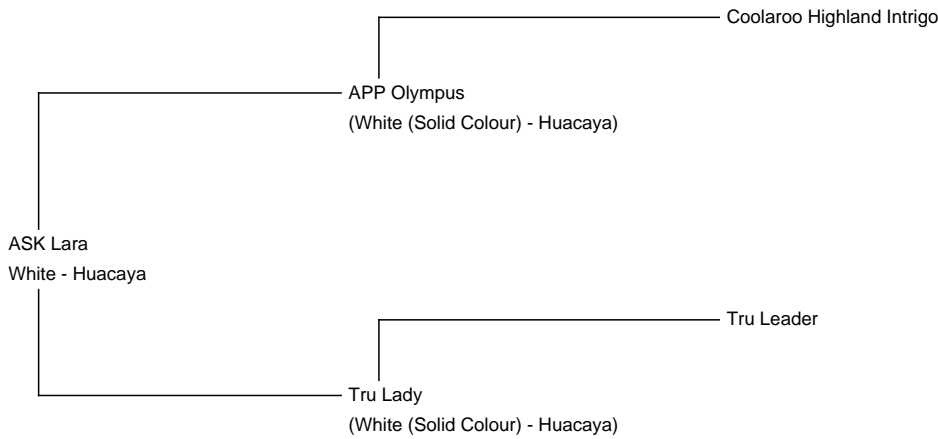 Coolaroo Highland Intrigo
APP Olympus
(White (Solid Colour) - Huacaya)
ASK Lara
White - Huacaya
Tru Leader
Tru Lady
(White (Solid Colour) - Huacaya)